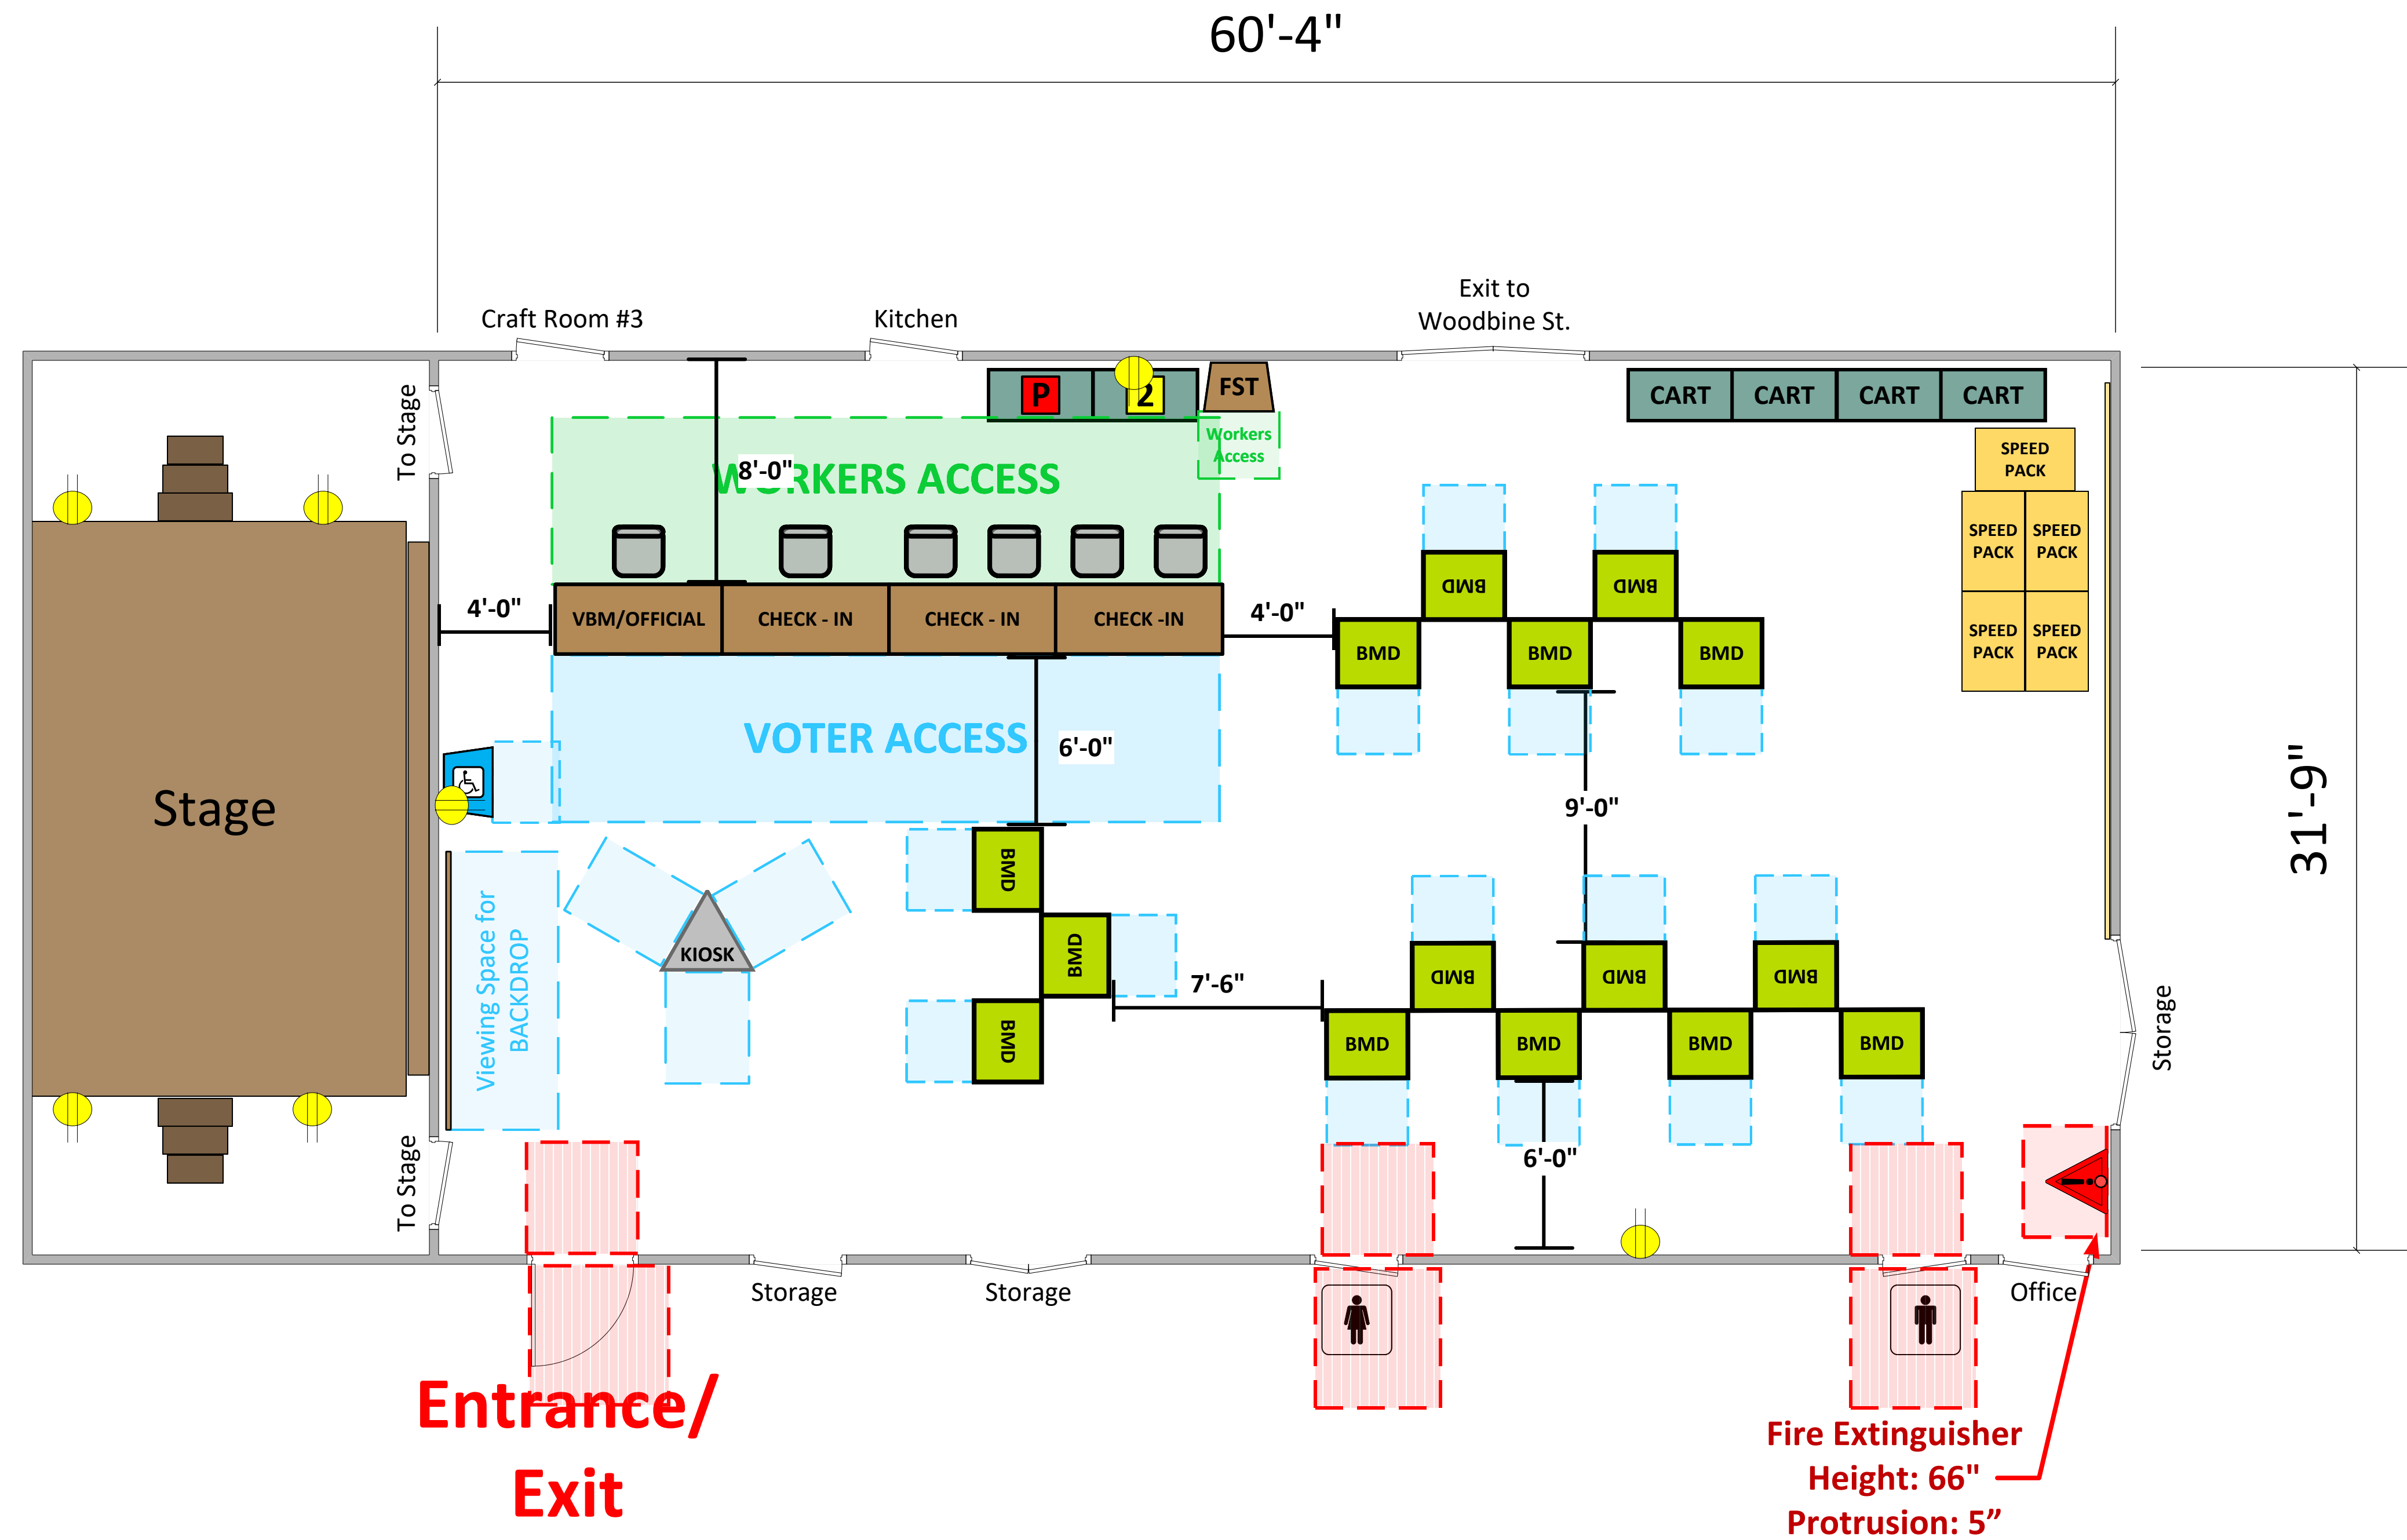 60'-4"
Exit to
Woodbine St.
Craft Room #3
Kitchen
To Stage
P
2
FST
CART
CART
CART
CART
Workers
Access
WORKERS ACCESS
8'-0"
SPEED
PACK
SPEED
PACK
SPEED
PACK
SPEED
PACK
SPEED
PACK
BMD
BMD
4'-0"
VBM/OFFICIAL
CHECK - IN
CHECK - IN
CHECK -IN
4'-0"
BMD
BMD
BMD
VOTER ACCESS
6'-0"
Stage
9'-0"
31'-9"
BMD
Viewing Space for
BACKDROP
KIOSK
BMD
7'-6"
BMD
BMD
BMD
BMD
BMD
BMD
BMD
BMD
Storage
To Stage
6'-0"
Storage
Storage
Office
Entrance/
Exit
Fire Extinguisher
Height: 66"
Protrusion: 5”